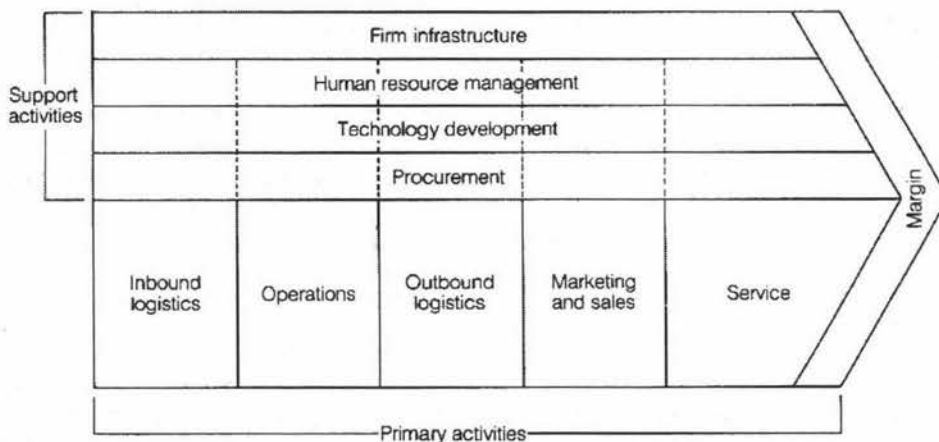 Firm infrastructure
Human resource management
Support
activities
Technology development
Procurement
Margin
Inbound
logistics
Operations
Outbound
logistics
Marketing
and sales
Service
Primary activities